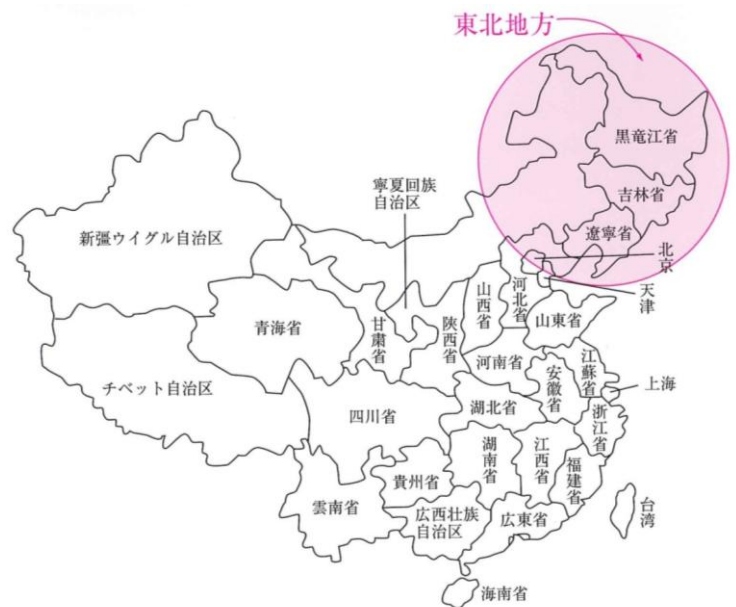 東北地方
黒竜江省
吉林省
遼寧省
北京
天津
寧夏回族
自治区
新疆ウイグル自治区
青海省
甘粛省
陝西省
山西省
河北省
山東省
チベット自治区
河南省
江蘇省
安徽省
上海
四川省
湖北省
浙江省
湖南省
江西省
福建省
貴州省
雲南省
広西壮族
自治区
広東省
台湾
海南省